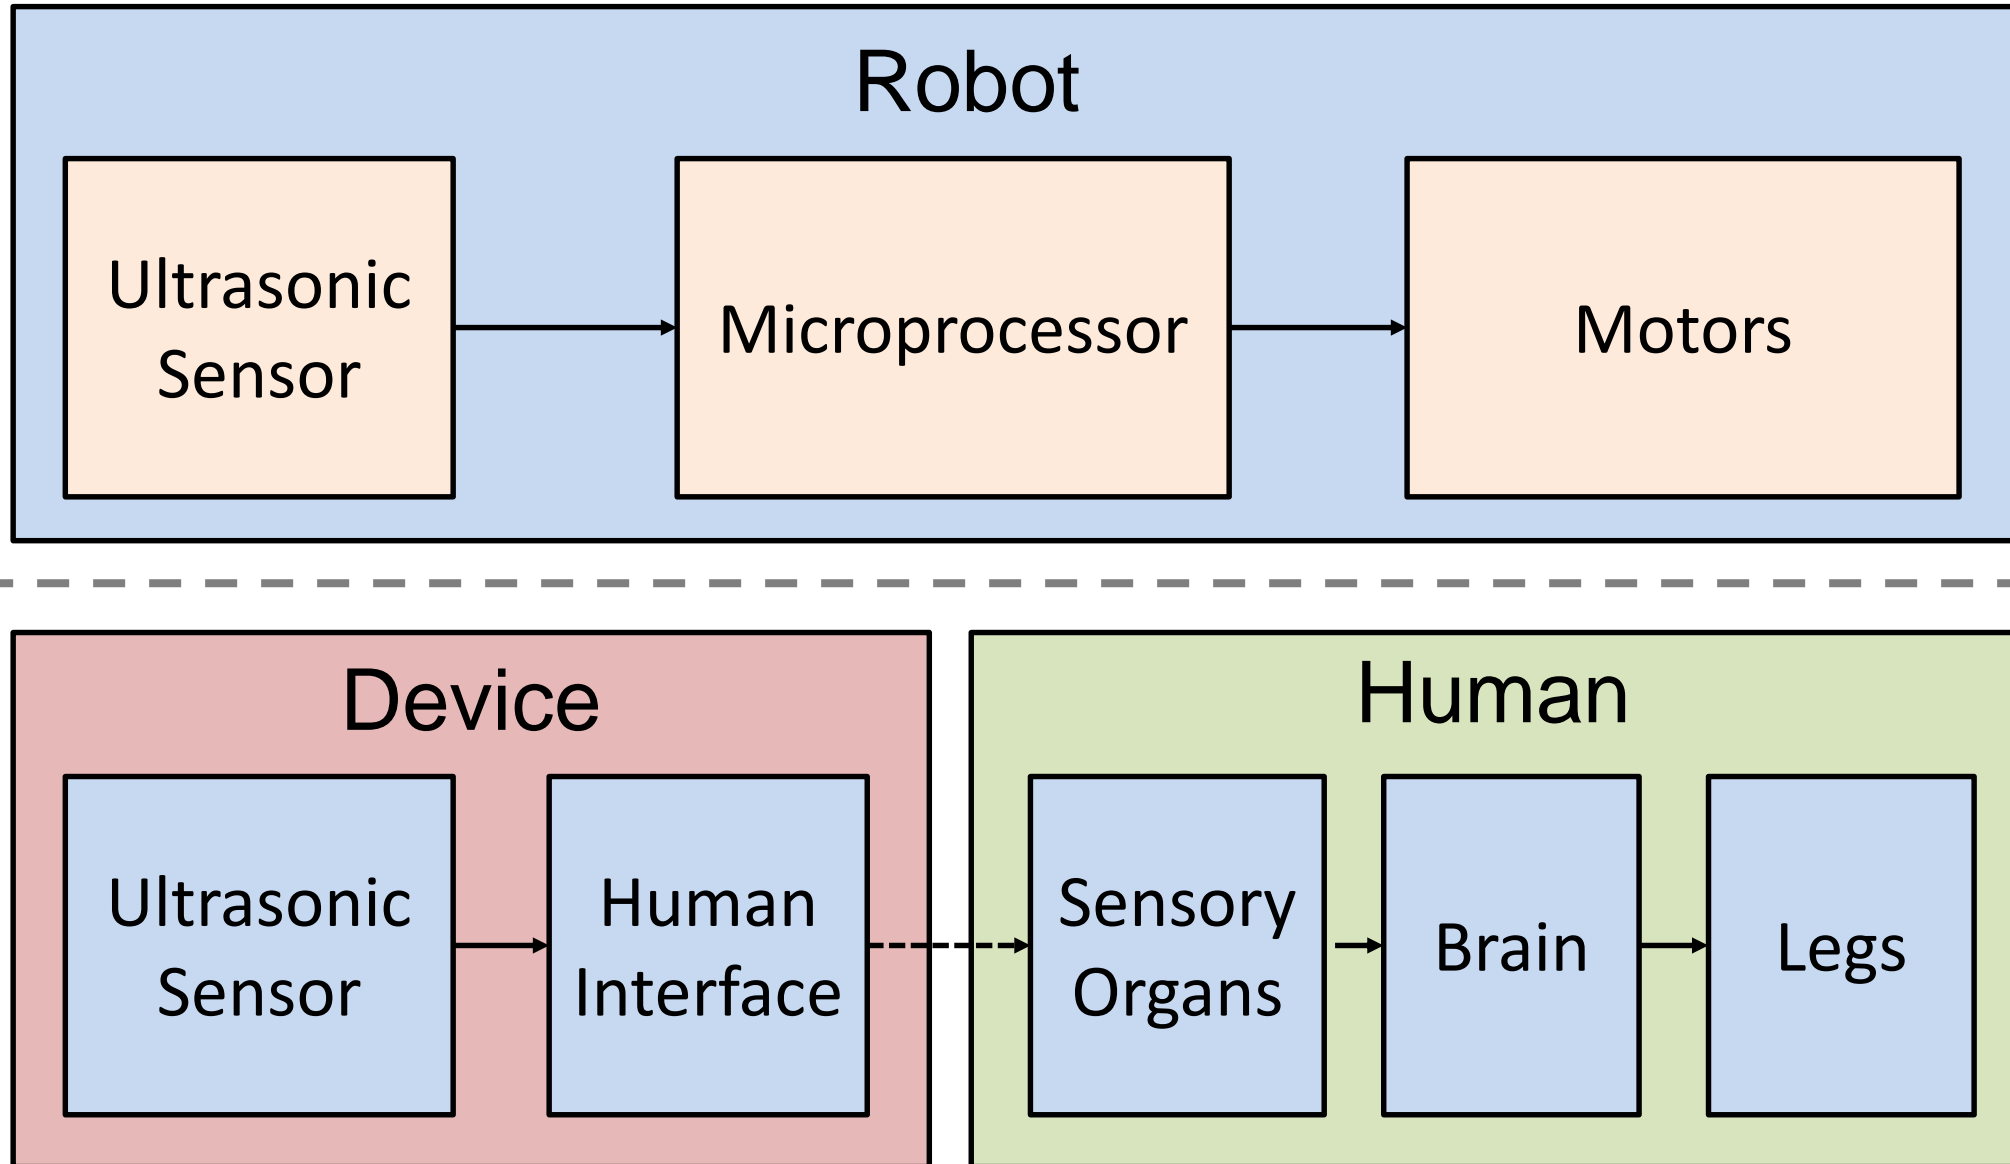 Robot
Ultrasonic
Sensor
Microprocessor
Motors
Device
Ultrasonic
Sensor
Human
Interface
Human
Sensory
Organs
Brain
Legs